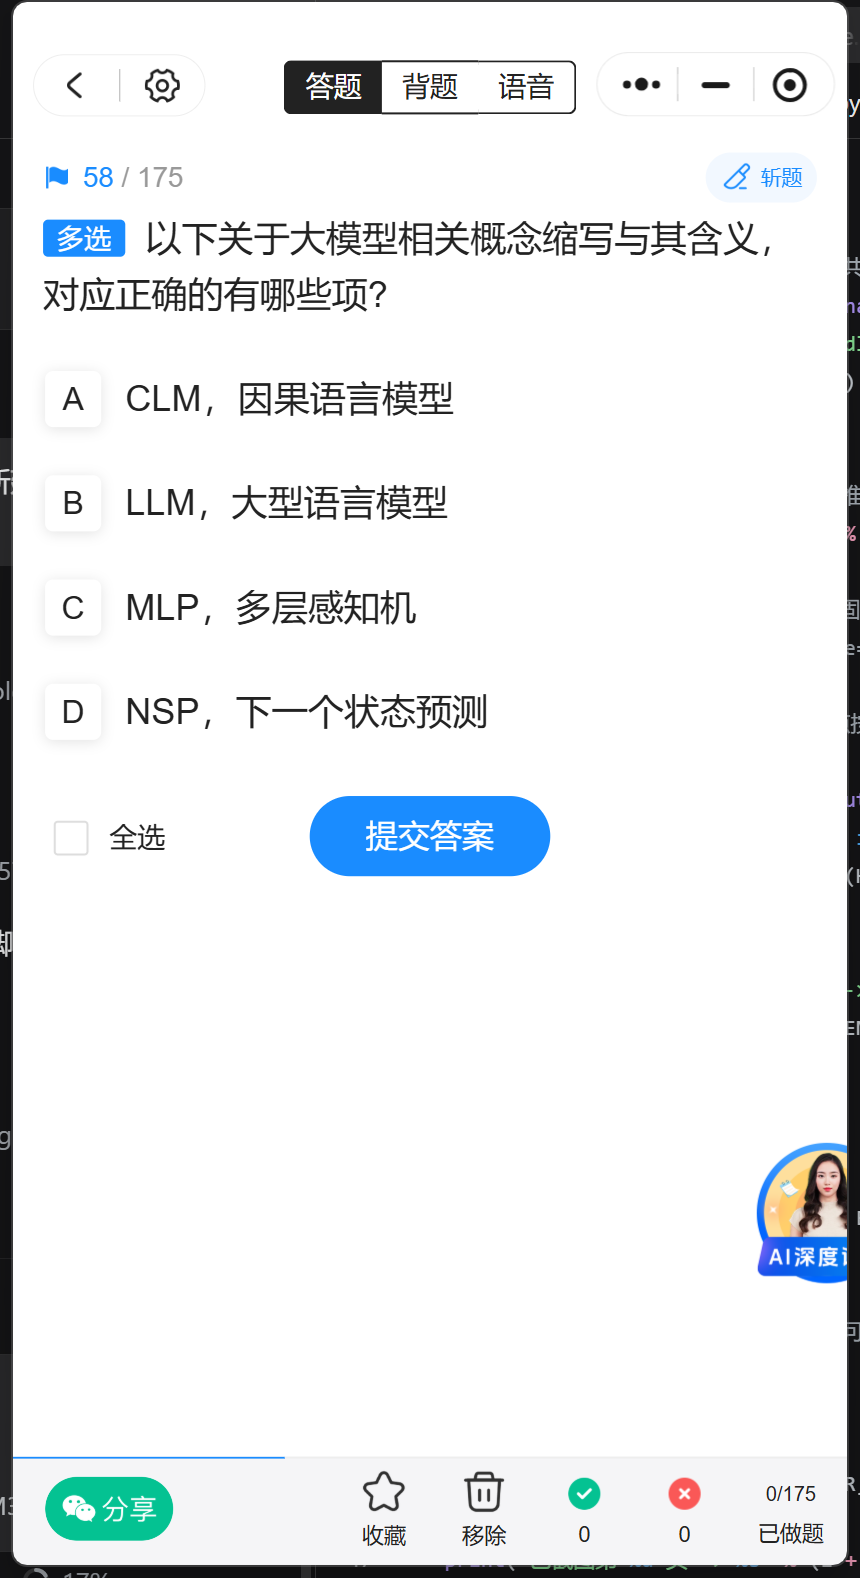 答题 背题 语音
58 / 175
斩题
多选 以下关于大模型相关概念缩写与其含义，
对应正确的有哪些项?
A CLM，因果语言模型
B LLM，大型语言模型
C MLP，多层感知机
D NSP，下一个状态预测
全选
提交答案
AI深度
分享
收藏
移除
0
0
0/175
已做题
17%